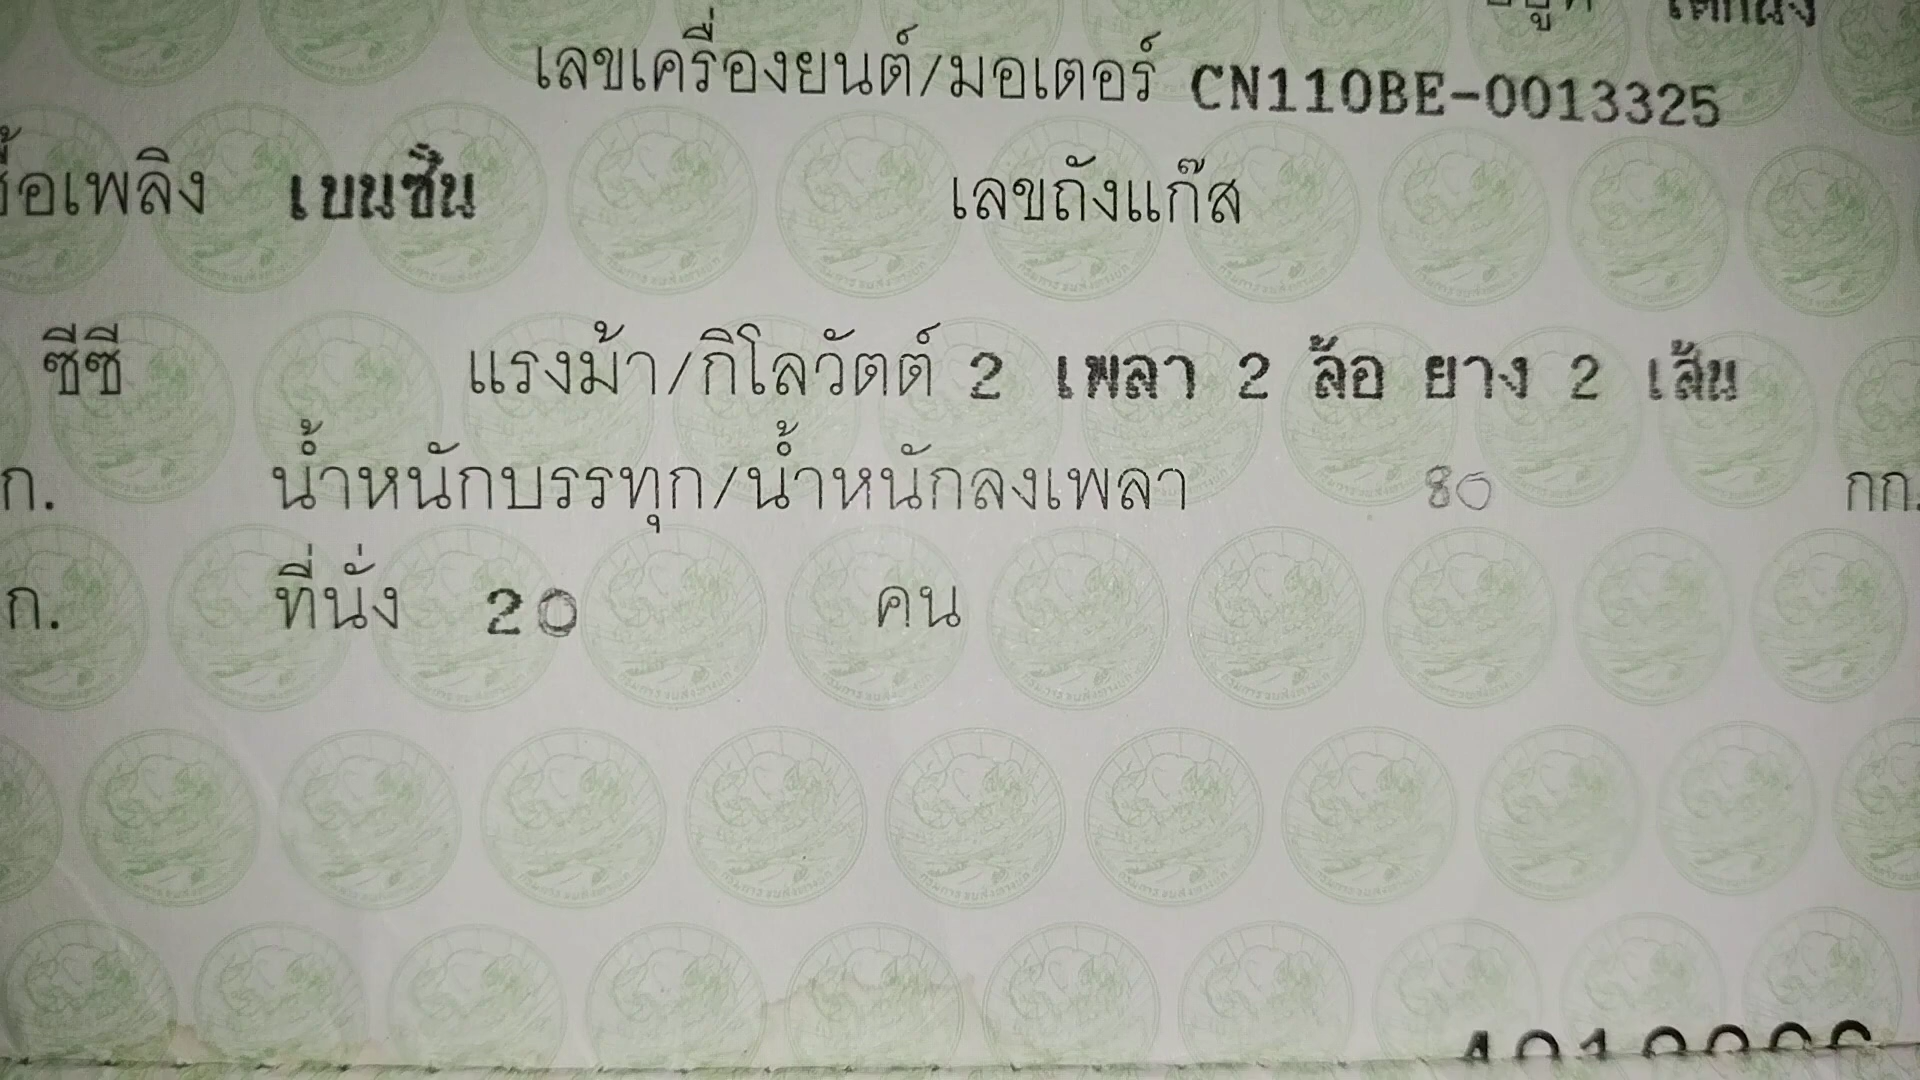 เลขเครื่องยนต์/มอเตอร์ CN110BE-0013325
เชื้อเพลิง เบนซิน เลขถังแก๊ส
ซีซี แรงม้า/กิโลวัตต์ 2 เพลา 2 ล้อ ยาง 2 เส้น
ก. น้ำหนักบรรทุก/น้ำหนักลงเพลา 80 กก.
ก. ที่นั่ง 20 คน